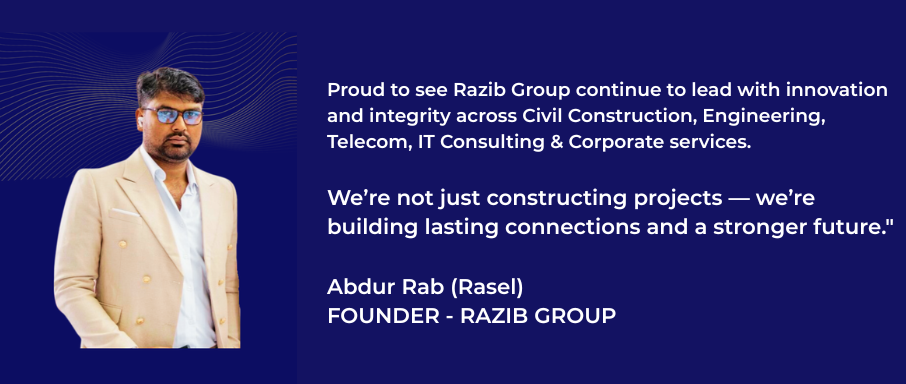 Proud to see Razib Group continue to lead with innovation
and integrity across Civil Construction, Engineering,
Telecom, IT Consulting & Corporate services.
We’re not just constructing projects — we’re
building lasting connections and a stronger future."
Abdur Rab (Rasel)
FOUNDER - RAZIB GROUP